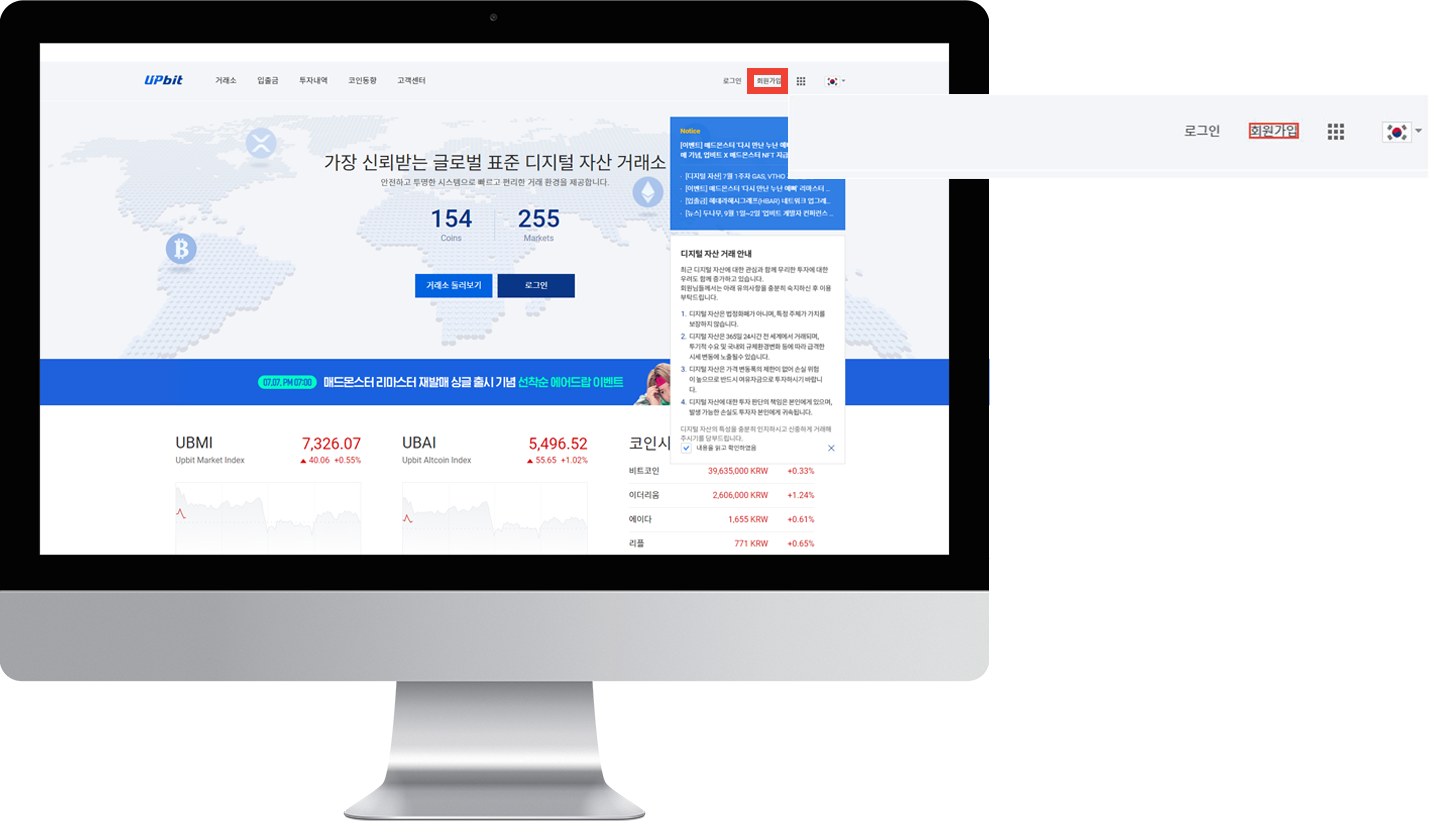 UPbit 거래소 입출금 투자내역 코인동향 고객센터 로그인 회원가입
로그인 회원가입
가장 신뢰받는 글로벌 표준 디지털 자산 거래소
안전하고 투명한 시스템으로 빠르고 편리한 거래 환경을 제공합니다.
154 255
Coins Markets
거래소 둘러보기 로그인
Notice
[이벤트] 매드몬스터 '다시 만난 누난
매 기념, 업비트 X 매드몬스터 NFT 지급
· [디지털 자산] 7월 1주차 GAS, VTHO
· [이벤트] 매드몬스터 '다시 만난 누난 예뻐' 리마스터 ...
· [입출금] 헤데라해시그래프(HBAR) 네트워크 업그레...
· [뉴스] 두나무, 9월 1일~2일 '업비트 개발자 컨퍼런스 ...
디지털 자산 거래 안내
최근 디지털 자산에 대한 관심과 함께 무리한 투자에 대한
우려도 함께 증가하고 있습니다.
회원님들께서는 아래 유의사항을 충분히 숙지하신 후 이용
부탁드립니다.
1. 디지털 자산은 법정화폐가 아니며, 특정 주체가 가치를
보장하지 않습니다.
2. 디지털 자산은 365일 24시간 전 세계에서 거래되며,
투기적 수요 및 국내외 규제환경변화 등에 따라 급격한
시세 변동에 노출될수 있습니다.
3. 디지털 자산은 가격 변동폭의 제한이 없어 손실 위험
이 높으므로 반드시 여유자금으로 투자하시기 바랍니
다.
4. 디지털 자산에 대한 투자 판단의 책임은 본인에게 있으며,
발생 가능한 손실도 투자자 본인에게 귀속됩니다.
디지털 자산의 특성을 충분히 인지하시고 신중하게 거래해
주시기를 당부드립니다.
내용을 읽고 확인하였음
07.07. PM 07:00 매드몬스터 리마스터 재발매 싱글 출시 기념 선착순 에어드랍 이벤트
UBMI 7,326.07
Upbit Market Index ▲ 40.06 +0.55%
UBAI 5,496.52
Upbit Altcoin Index ▲ 55.65 +1.02%
코인시
비트코인 39,635,000 KRW +0.33%
이더리움 2,606,000 KRW +1.24%
에이다 1,655 KRW +0.61%
리플 771 KRW +0.65%